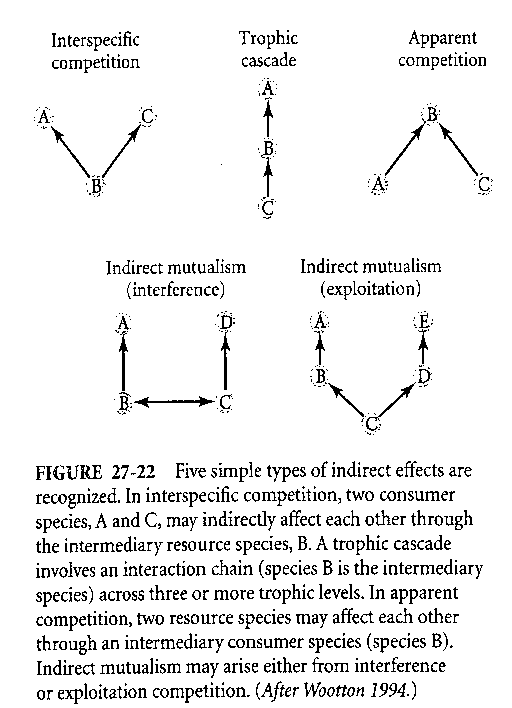 Interspecific
competition
Trophic
cascade
Apparent
competition
A
C
B
A
B
C
B
A
C
Indirect mutualism
(interference)
Indirect mutualism
(exploitation)
A
D
B
C
A
E
B
D
C
FIGURE 27-22 Five simple types of indirect effects are
recognized. In interspecific competition, two consumer
species, A and C, may indirectly affect each other through
the intermediary resource species, B. A trophic cascade
involves an interaction chain (species B is the intermediary
species) across three or more trophic levels. In apparent
competition, two resource species may affect each other
through an intermediary consumer species (species B).
Indirect mutualism may arise either from interference
or exploitation competition. (After Wootton 1994.)